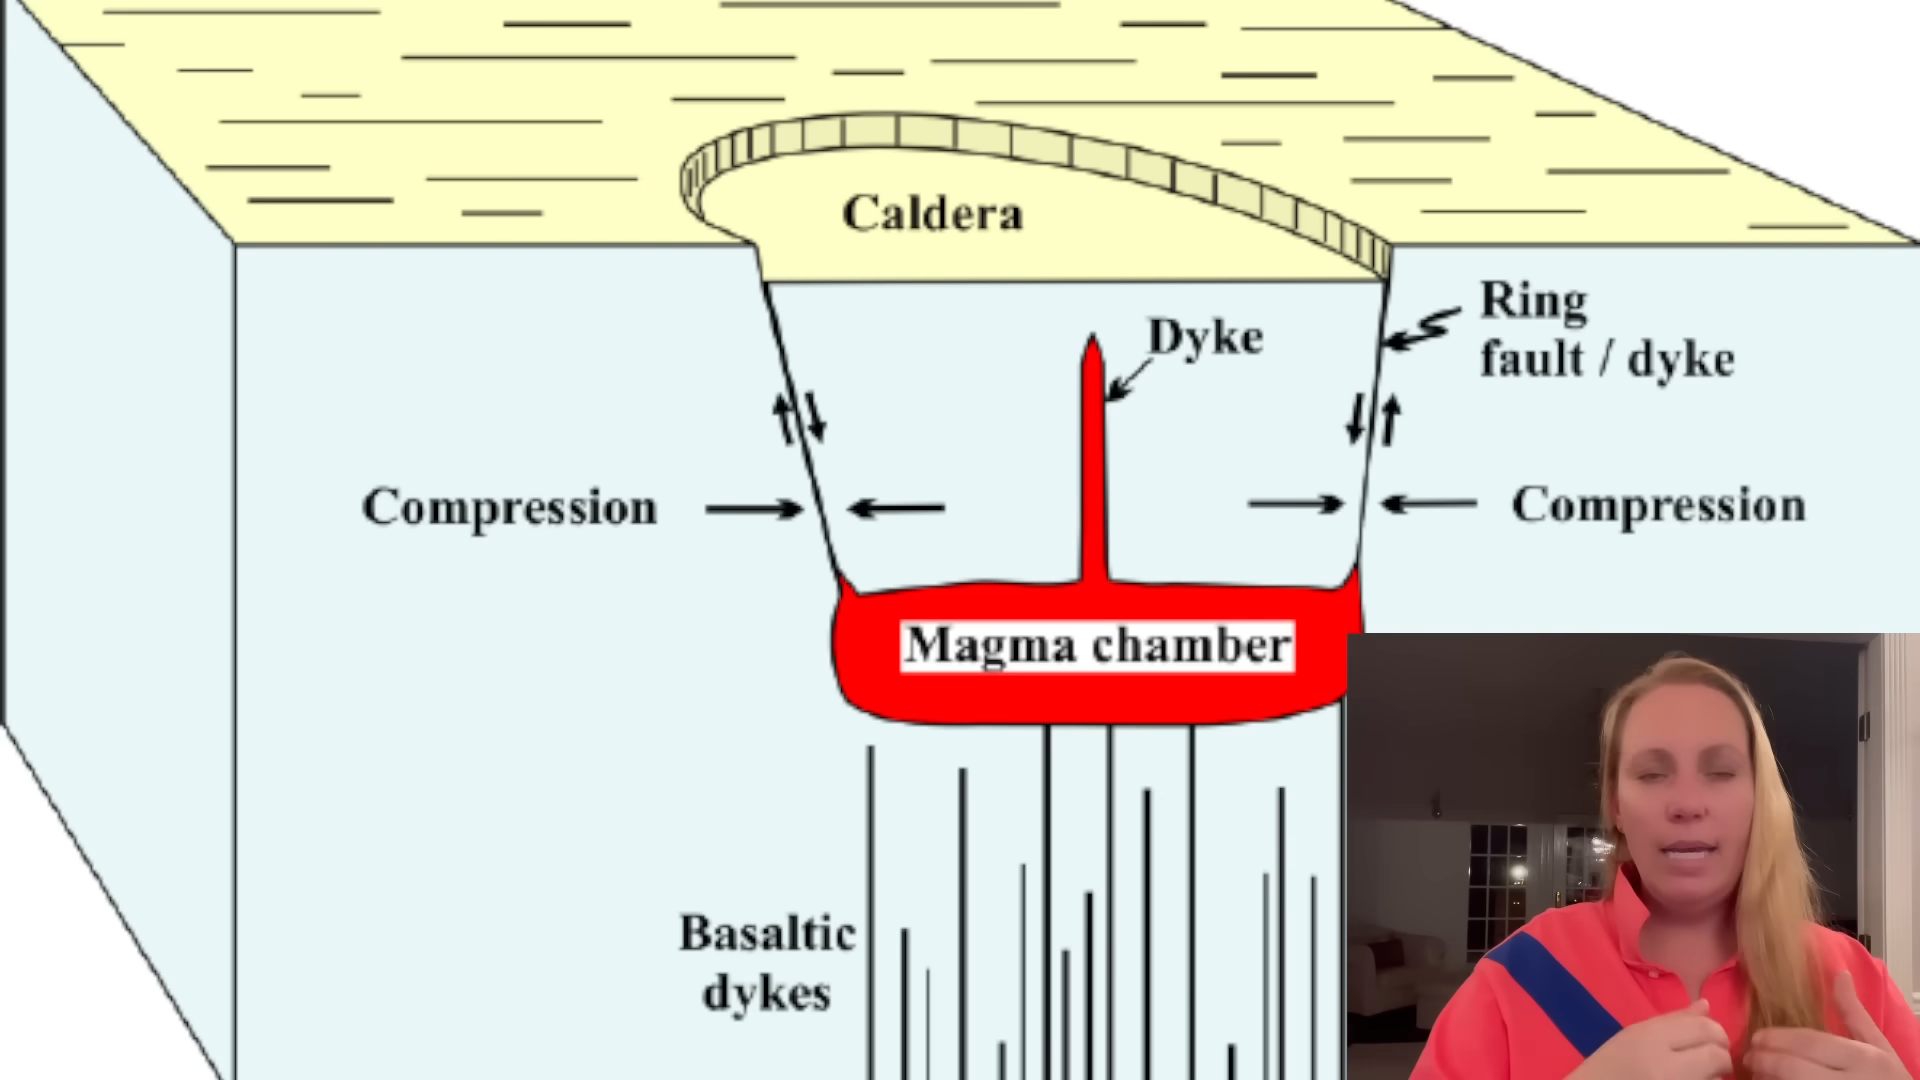 Caldera
Dyke
Ring
fault / dyke
Compression
Compression
Magma chamber
Basaltic
dykes